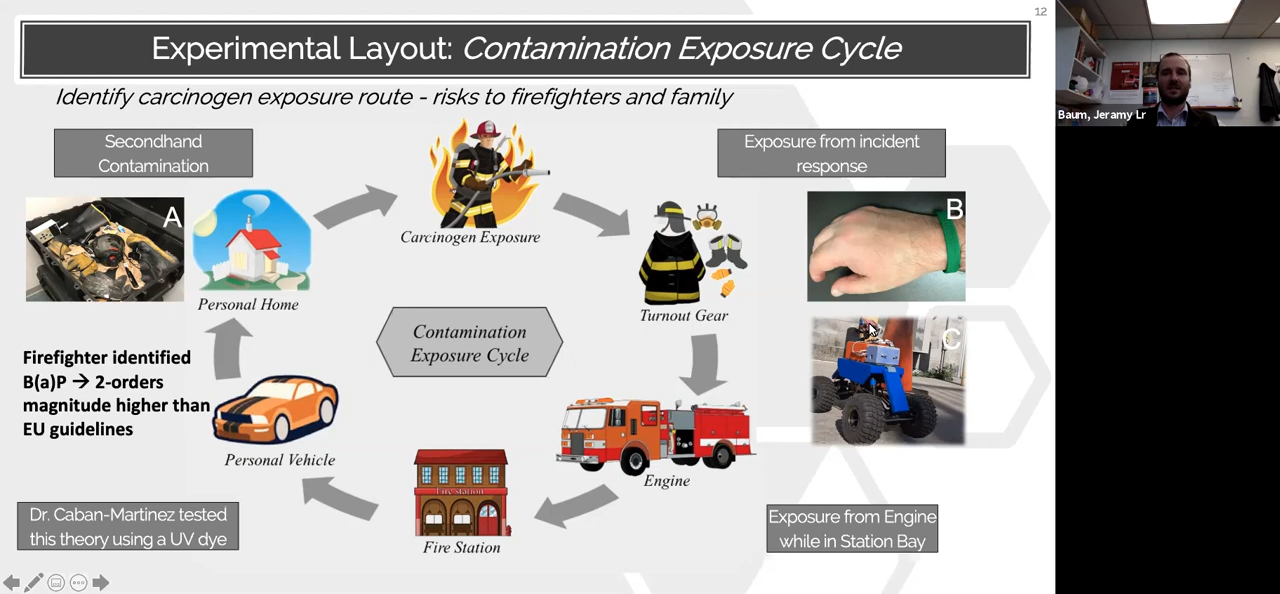 12
Experimental Layout: Contamination Exposure Cycle
Identify carcinogen exposure route - risks to firefighters and family
Secondhand
Contamination
Exposure from incident
response
A
B
Carcinogen Exposure
Personal Home
Turnout Gear
Contamination
Exposure Cycle
C
Firefighter identified
B(a)P → 2-orders
magnitude higher than
EU guidelines
Personal Vehicle
Engine
Fire station
Fire Station
Dr. Caban-Martinez tested
this theory using a UV dye
Exposure from Engine
while in Station Bay
Baum, Jeramy Lr